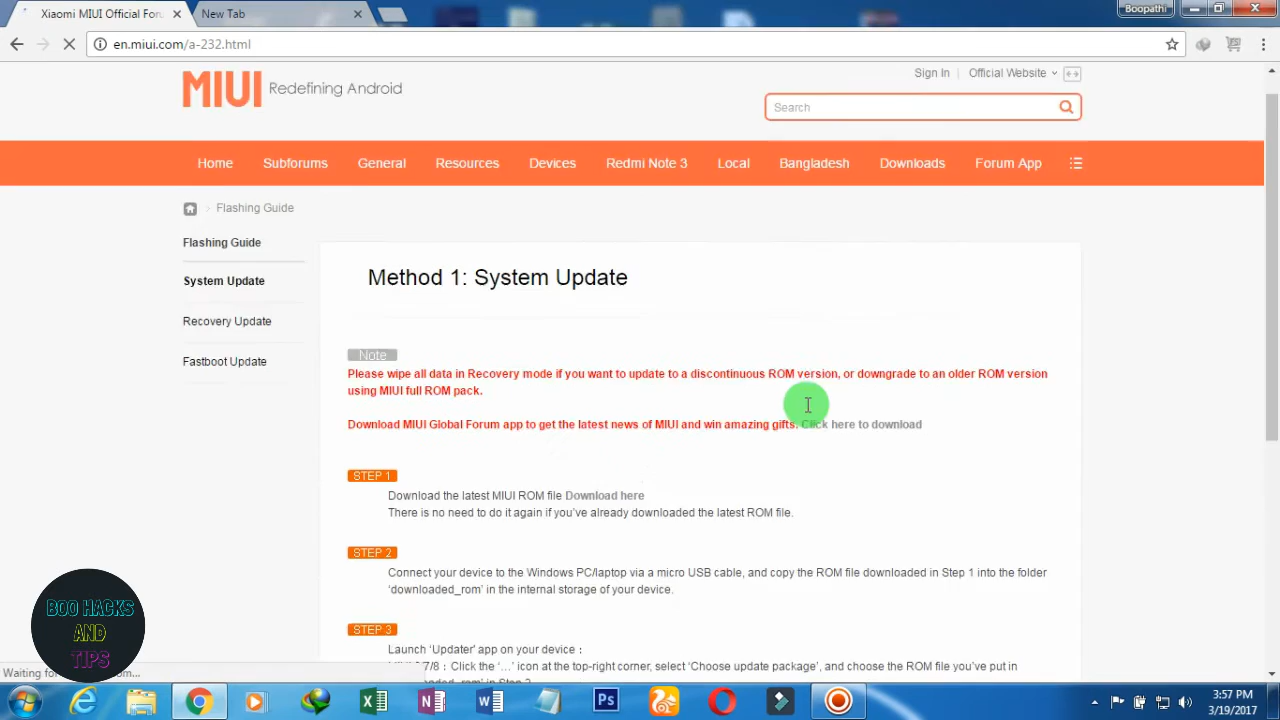 Xiaomi MIUI Official Foru
New Tab
Boopathi
en.miui.com/a-232.html
MIUI Redefining Android
Sign In | Official Website
Search
Home Subforums General Resources Devices Redmi Note 3 Local Bangladesh Downloads Forum App
Flashing Guide
Flashing Guide
System Update
Recovery Update
Fastboot Update
Method 1: System Update
Note
Please wipe all data in Recovery mode if you want to update to a discontinuous ROM version, or downgrade to an older ROM version
using MIUI full ROM pack.
Download MIUI Global Forum app to get the latest news of MIUI and win amazing gifts. Click here to download
STEP 1
Download the latest MIUI ROM file Download here
There is no need to do it again if you've already downloaded the latest ROM file.
STEP 2
Connect your device to the Windows PC/laptop via a micro USB cable, and copy the ROM file downloaded in Step 1 into the folder
‘downloaded_rom’ in the internal storage of your device.
STEP 3
Launch ‘Updater’ app on your device :
7/8 : Click the ‘...’ icon at the top-right corner, select ‘Choose update package’, and choose the ROM file you've put in
BOO HACKS
AND
TIPS
Waiting for
Ps
3:57 PM
3/19/2017